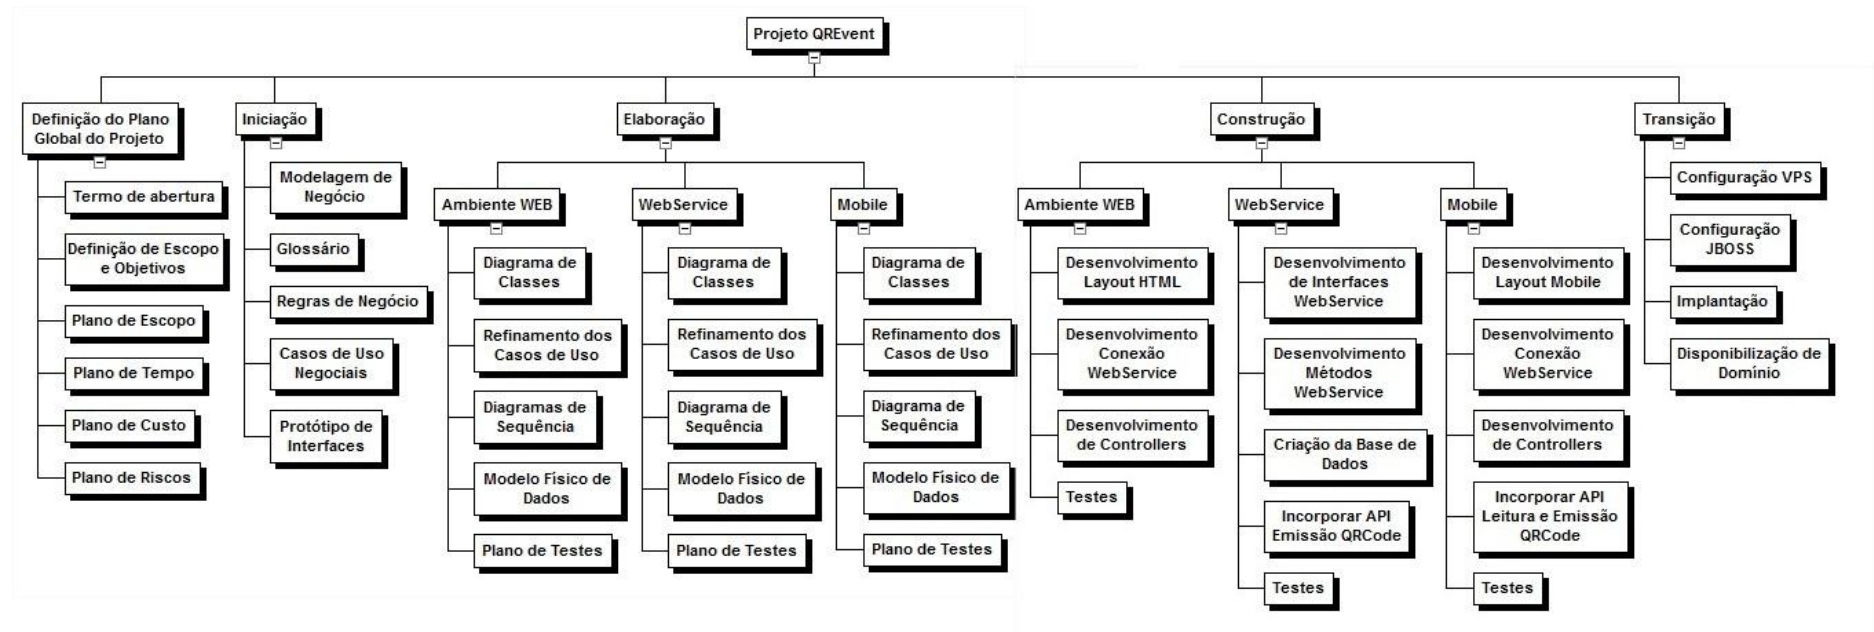 Projeto QREvent
Definição do Plano
Global do Projeto
Termo de abertura
Definição de Escopo
e Objetivos
Plano de Escopo
Plano de Tempo
Plano de Custo
Plano de Riscos
Iniciação
Modelagem de
Negócio
Glossário
Regras de Negócio
Casos de Uso
Negociais
Protótipo de
Interfaces
Elaboração
Ambiente WEB
Diagrama de
Classes
Refinamento dos
Casos de Uso
Diagramas de
Sequência
Modelo Físico de
Dados
Plano de Testes
WebService
Diagrama de
Classes
Refinamento dos
Casos de Uso
Diagrama de
Sequência
Modelo Físico de
Dados
Plano de Testes
Mobile
Diagrama de
Classes
Refinamento dos
Casos de Uso
Diagrama de
Sequência
Modelo Físico de
Dados
Plano de Testes
Construção
Ambiente WEB
Desenvolvimento
Layout HTML
Desenvolvimento
Conexão
WebService
Desenvolvimento
de Controllers
Testes
WebService
Desenvolvimento
de Interfaces
WebService
Desenvolvimento
Métodos
WebService
Criação da Base de
Dados
Incorporar API
Emissão QRCode
Testes
Mobile
Desenvolvimento
Layout Mobile
Desenvolvimento
Conexão
WebService
Desenvolvimento
de Controllers
Incorporar API
Leitura e Emissão
QRCode
Testes
Transição
Configuração VPS
Configuração
JBOSS
Implantação
Disponibilização de
Domínio